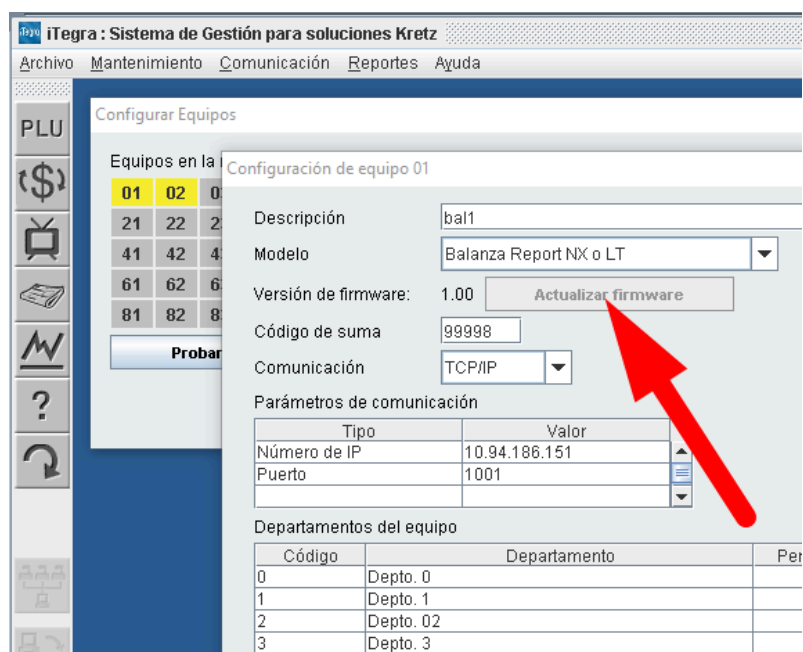 iTegra : Sistema de Gestión para soluciones Kretz
Archivo Mantenimiento Comunicación Reportes Ayuda
PLU
Configurar Equipos
Equipos en la
01 02
21 22
41 42
61 62
81 82
Probar
Configuración de equipo 01
Descripción bal1
Modelo Balanza Report NX o LT
Versión de firmware: 1.00 Actualizar firmware
Código de suma 99998
Comunicación TCP/IP
Parámetros de comunicación
Tipo Valor
Número de IP 10.94.186.151
Puerto 1001
Departamentos del equipo
Código Departamento Per
0 Depto. 0
1 Depto. 1
2 Depto. 02
3 Depto. 3